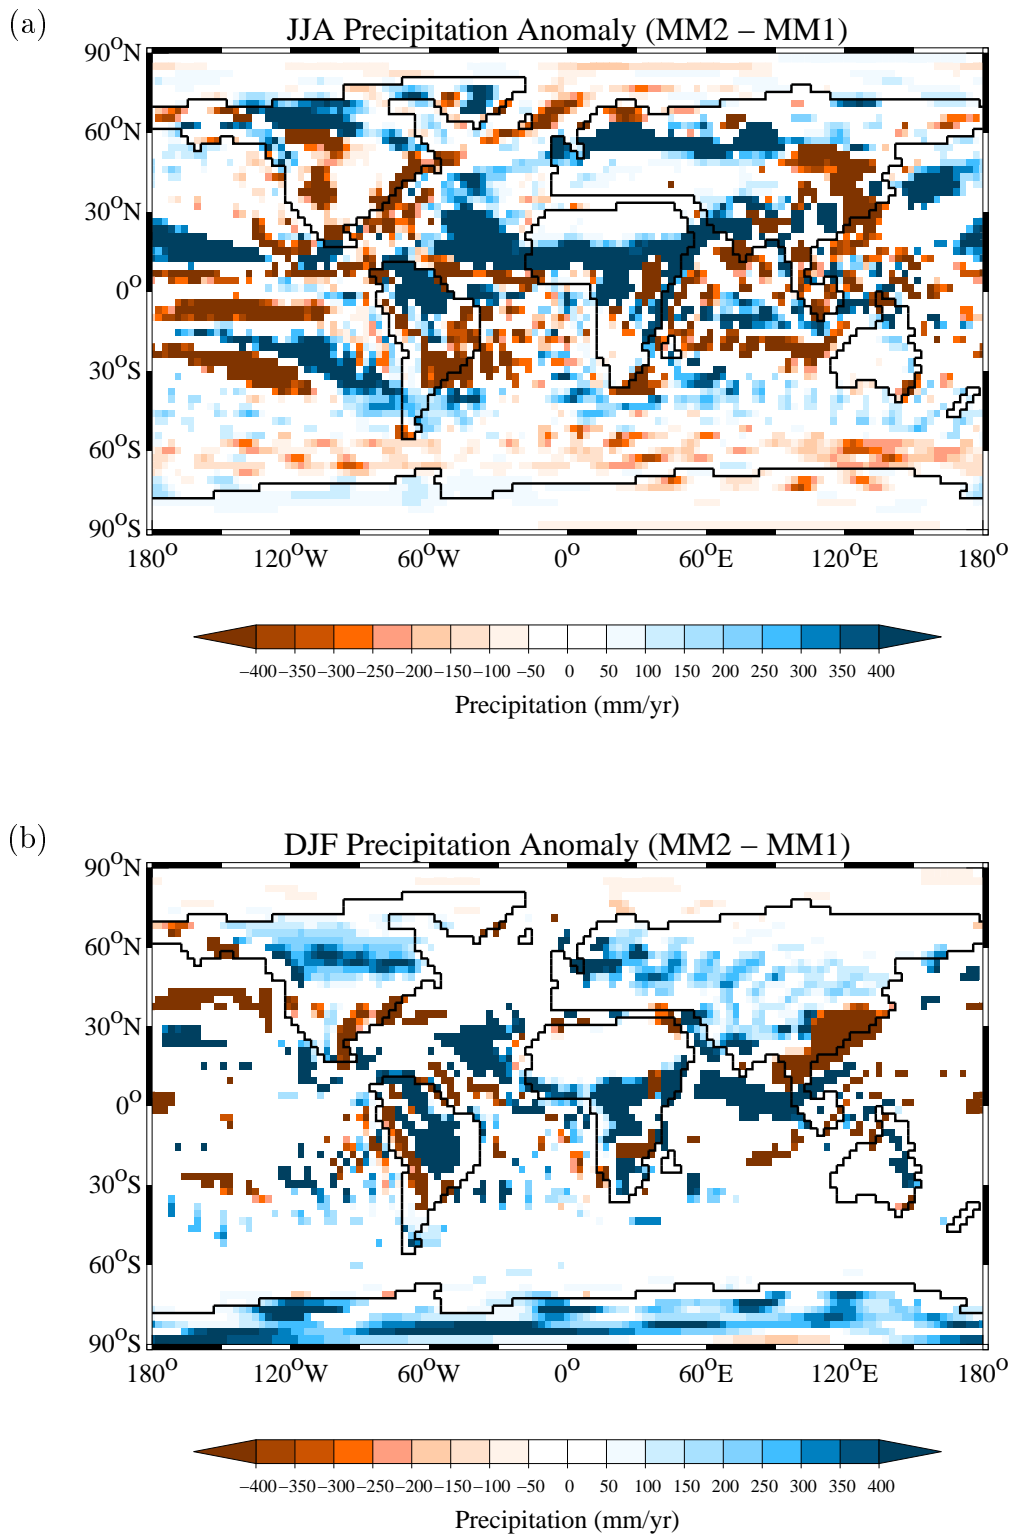 (a)
JJA Precipitation Anomaly (MM2 – MM1)
90°N
60°N
30°N
0°
30°S
60°S
90°S
180° 120°W 60°W 0° 60°E 120°E 180°
−400 −350 −300 −250 −200 −150 −100 −50 0 50 100 150 200 250 300 350 400
Precipitation (mm/yr)
(b)
DJF Precipitation Anomaly (MM2 – MM1)
90°N
60°N
30°N
0°
30°S
60°S
90°S
180° 120°W 60°W 0° 60°E 120°E 180°
−400 −350 −300 −250 −200 −150 −100 −50 0 50 100 150 200 250 300 350 400
Precipitation (mm/yr)